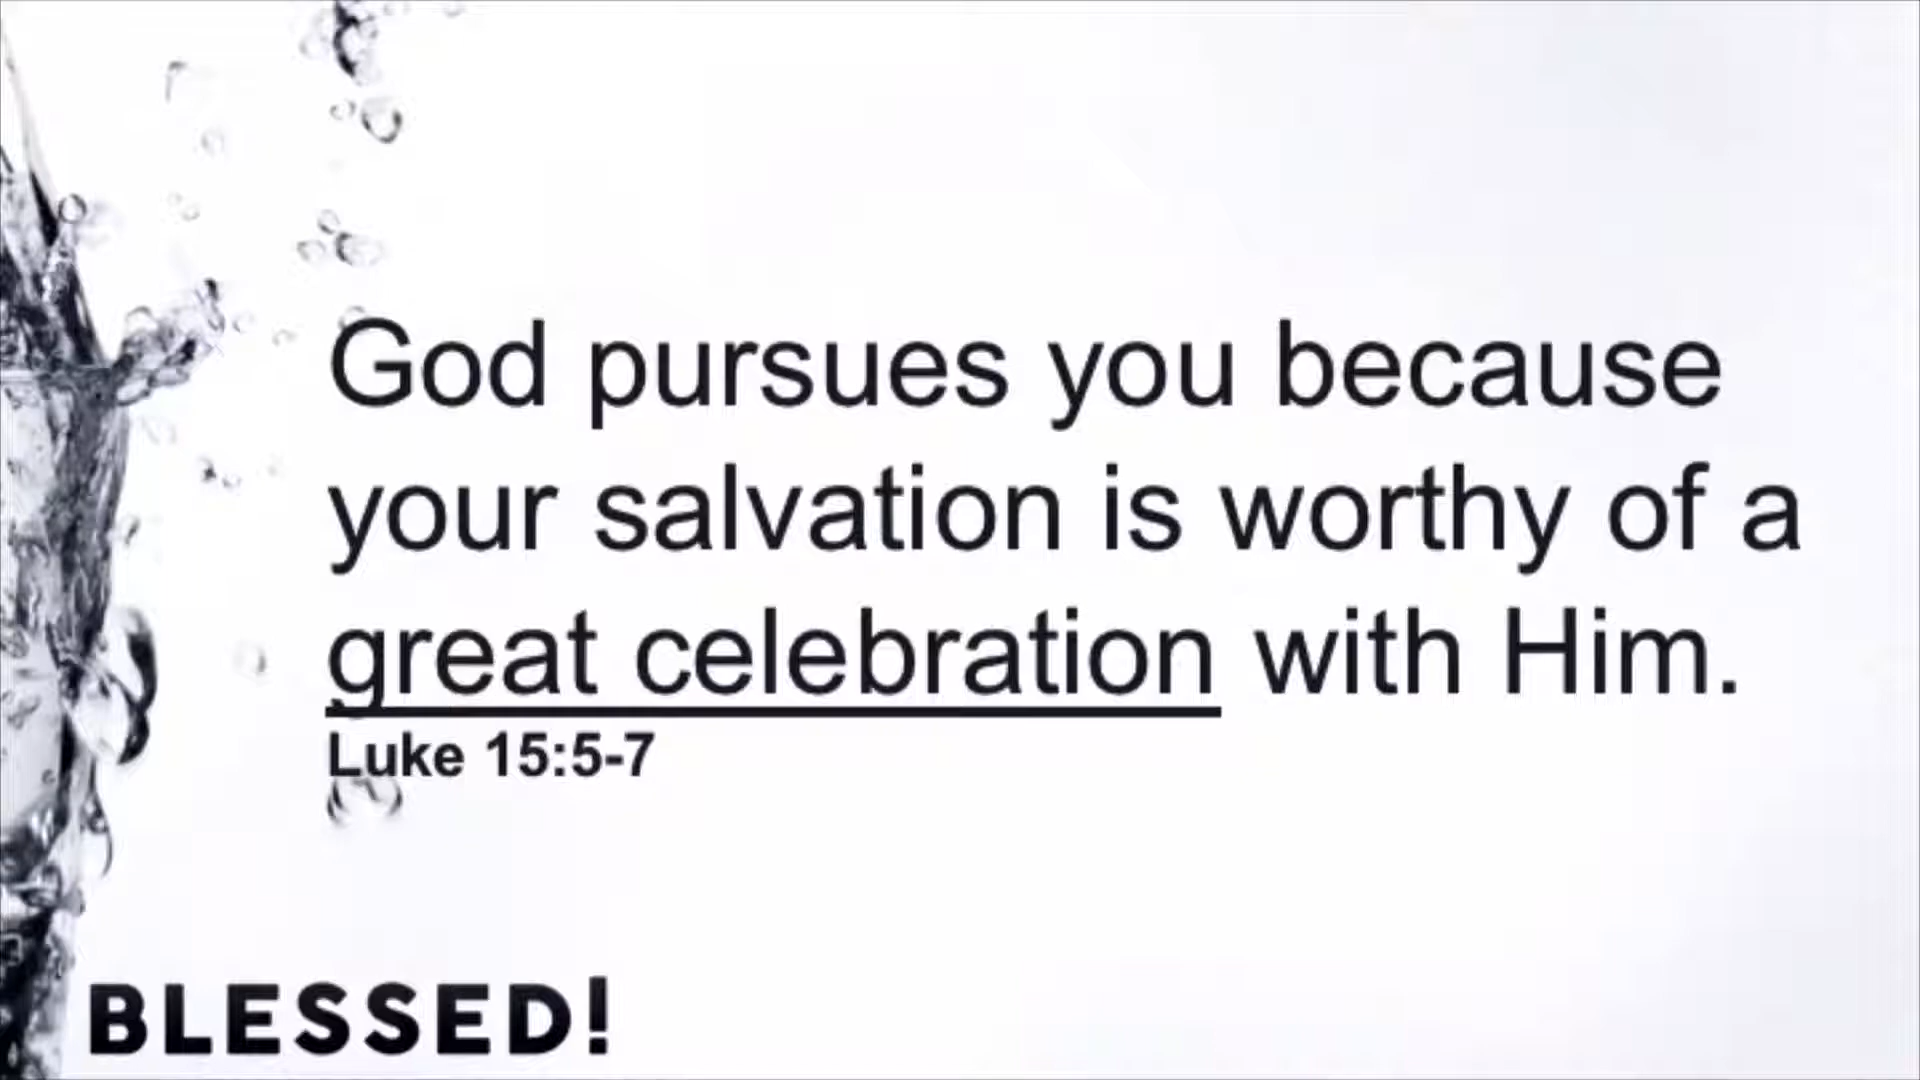 God pursues you because
your salvation is worthy of a
great celebration with Him.
Luke 15:5-7
BLESSED!